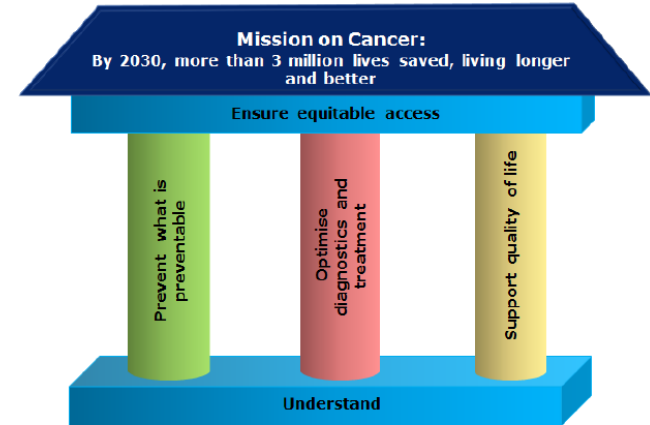 Mission on Cancer:
By 2030, more than 3 million lives saved, living longer
and better
Ensure equitable access
Prevent what is
preventable
Optimise
diagnostics and
treatment
Support quality of life
Understand